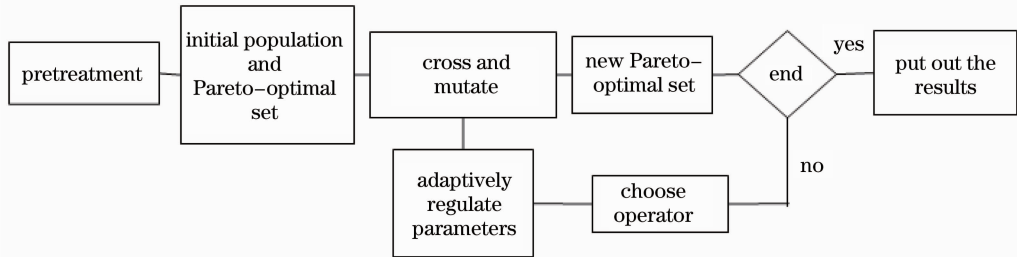 pretreatment
initial population
and
Pareto-optimal
set
cross and
mutate
new Pareto-
optimal set
end
yes
put out the
results
no
choose
operator
adaptively
regulate
parameters